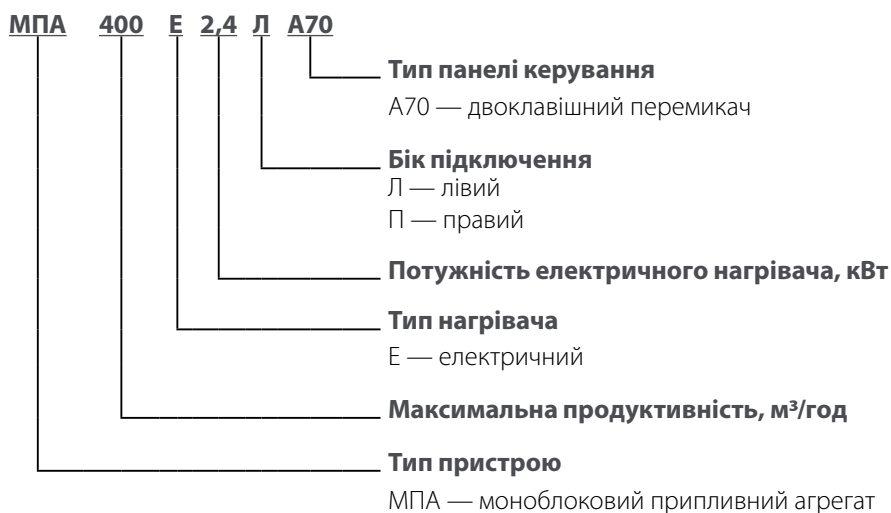 МПА 400 Е 2,4 Л А70
Тип панелі керування
А70 — двоклавішний перемикач
Бік підключення
Л — лівий
П — правий
Потужність електричного нагрівача, кВт
Тип нагрівача
Е — електричний
Максимальна продуктивність, м³/год
Тип пристрою
МПА — моноблоковий припливний агрегат